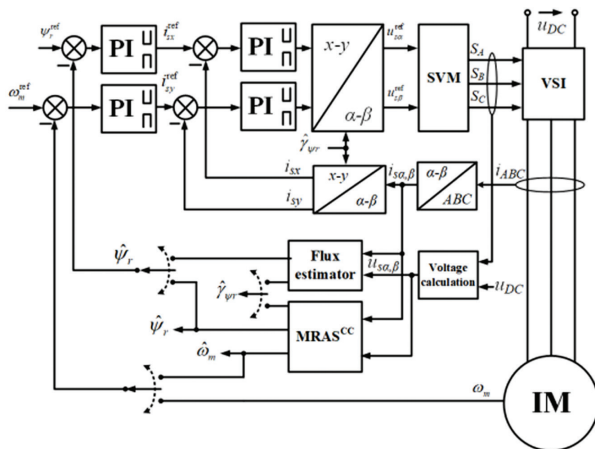 ψ_r^ref
i_sx^ref
PI
PI
x-y
α-β
u_sα^ref
SVM
S_A
S_B
S_C
u_DC
VSI
ω_m^ref
i_sy^ref
PI
PI
u_sβ^ref
γ̂_ψr
i_sx
i_sy
x-y
α-β
i_sα,β
α-β
ABC
i_ABC
ψ̂_r
Flux
estimator
u_sα,β
Voltage
calculation
u_DC
γ̂_ψr
ψ̂_r
MRAS^CC
ω̂_m
ω_m
IM